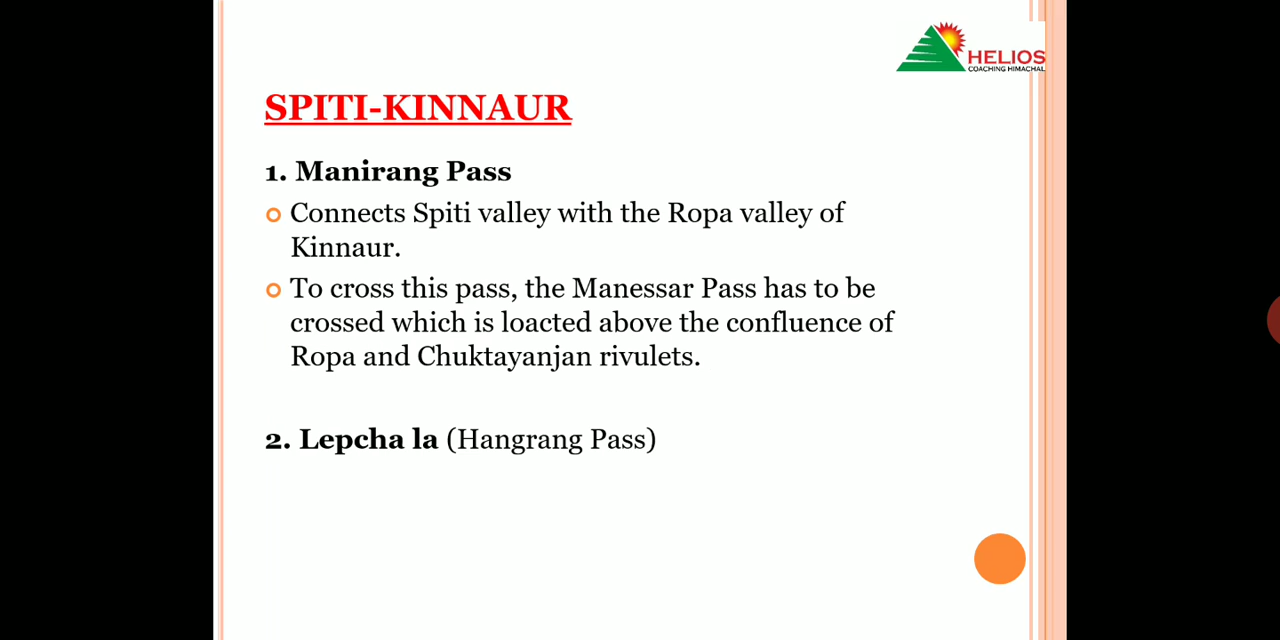 HELIOS
COACHING HIMACHAL
SPITI-KINNAUR
1. Manirang Pass
Connects Spiti valley with the Ropa valley of
Kinnaur.
To cross this pass, the Manessar Pass has to be
crossed which is loacted above the confluence of
Ropa and Chuktayanjan rivulets.
2. Lepcha la (Hangrang Pass)